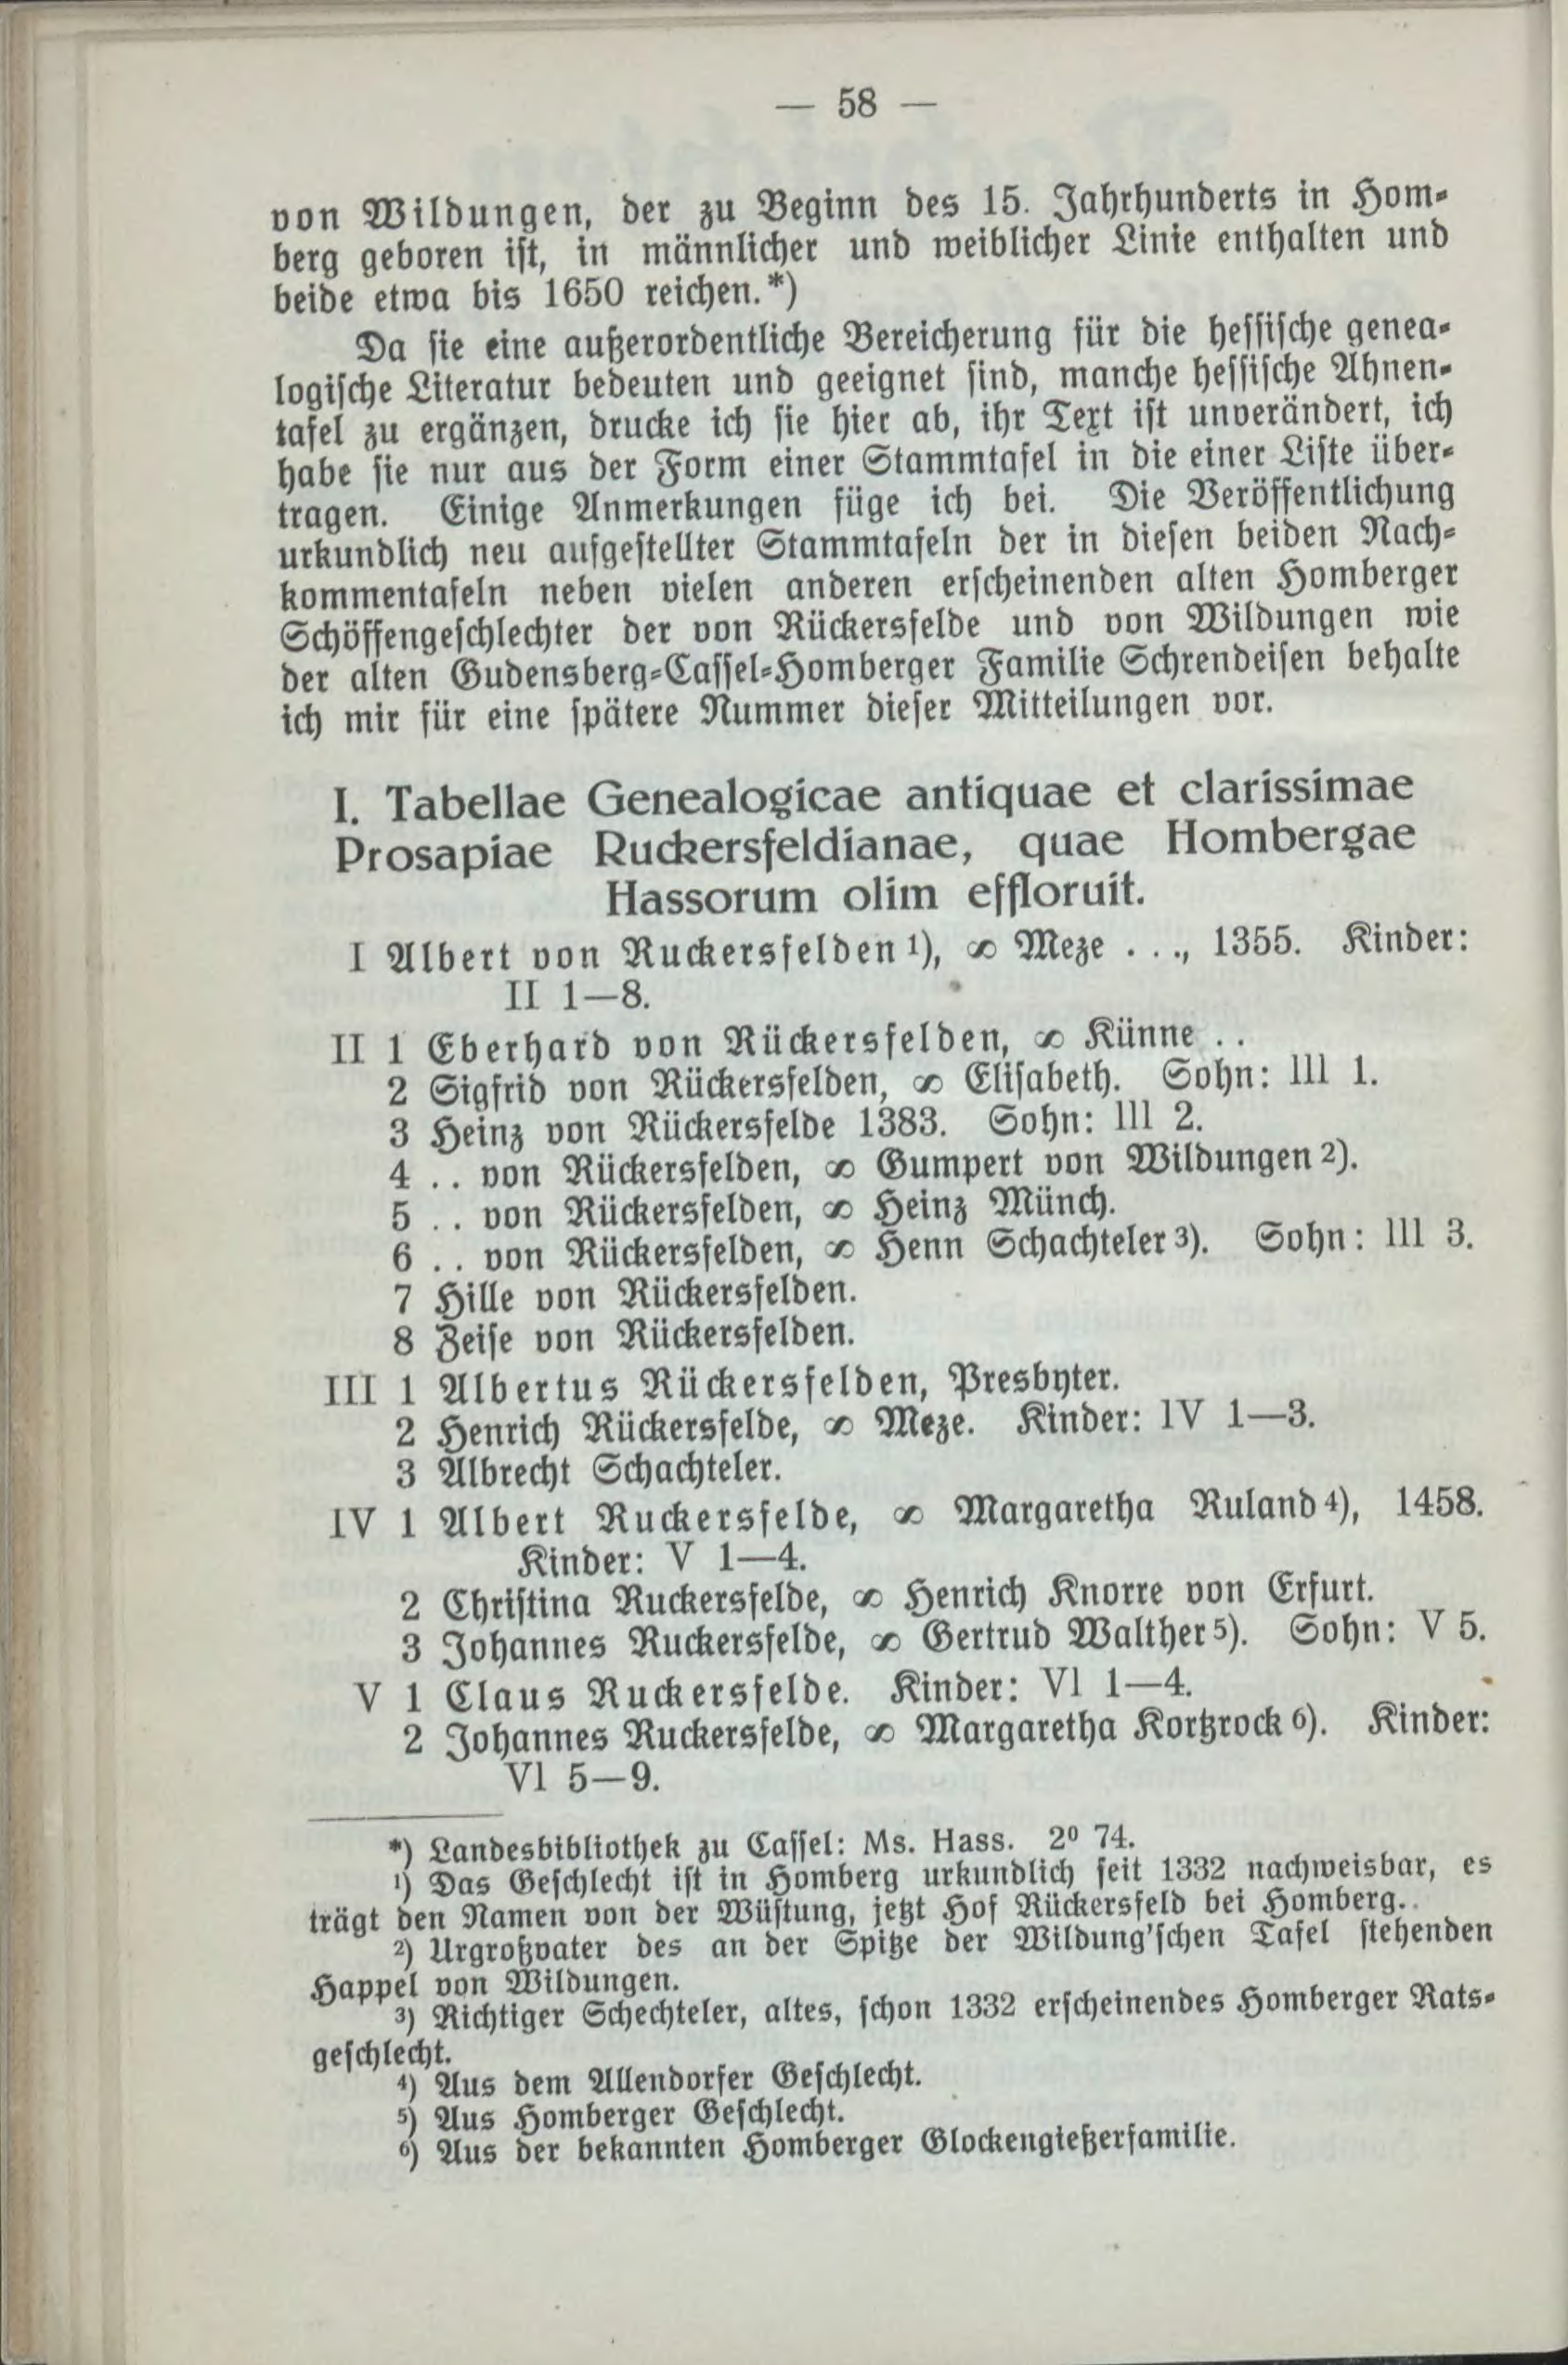 — 58 —
von Wildungen, der zu Beginn des 15. Jahrhunderts in Hom-
berg geboren ist, in männlicher und weiblicher Linie enthalten und
beide etwa bis 1650 reichen.*)
Da sie eine außerordentliche Bereicherung für die hessische genea-
logische Literatur bedeuten und geeignet sind, manche hessische Ahnen-
tafel zu ergänzen, drucke ich sie hier ab, ihr Text ist unverändert, ich
habe sie nur aus der Form einer Stammtafel in die einer Liste über-
tragen. Einige Anmerkungen füge ich bei. Die Veröffentlichung
urkundlich neu aufgestellter Stammtafeln der in diesen beiden Nach-
kommentafeln neben vielen anderen erscheinenden alten Homberger
Schöffengeschlechter der von Rückersfelde und von Wildungen wie
der alten Gudensberg-Cassel-Homberger Familie Schrendeisen behalte
ich mir für eine spätere Nummer dieser Mitteilungen vor.
I. Tabellae Genealogicae antiquae et clarissimae
Prosapiae Ruckersfeldianae, quae Hombergae
Hassorum olim effloruit.
I Albert von Ruckersfelden 1), ∞ Meze . . ., 1355. Kinder:
II 1—8.
II 1 Eberhard von Rückersfelden, ∞ Künne . .
2 Sigfrid von Rückersfelden, ∞ Elisabeth. Sohn: III 1.
3 Heinz von Rückersfelde 1383. Sohn: III 2.
4 . . von Rückersfelden, ∞ Gumpert von Wildungen 2).
5 . . von Rückersfelden, ∞ Heinz Münch.
6 . . von Rückersfelden, ∞ Henn Schachteler 3). Sohn: III 3.
7 Hille von Rückersfelden.
8 Zeise von Rückersfelden.
III 1 Albertus Rückersfelden, Presbyter.
2 Henrich Rückersfelde, ∞ Meze. Kinder: IV 1—3.
3 Albrecht Schachteler.
IV 1 Albert Ruckersfelde, ∞ Margaretha Ruland 4), 1458.
Kinder: V 1—4.
2 Christina Ruckersfelde, ∞ Henrich Knorre von Erfurt.
3 Johannes Ruckersfelde, ∞ Gertrud Walther 5). Sohn: V 5.
V 1 Claus Ruckersfelde. Kinder: VI 1—4.
2 Johannes Ruckersfelde, ∞ Margaretha Kortzrock 6). Kinder:
VI 5—9.
*) Landesbibliothek zu Cassel: Ms. Hass. 2⁰ 74.
¹) Das Geschlecht ist in Homberg urkundlich seit 1332 nachweisbar, es
trägt den Namen von der Wüstung, jetzt Hof Rückersfeld bei Homberg.
²) Urgroßvater des an der Spitze der Wildung'schen Tafel stehenden
Happel von Wildungen.
³) Richtiger Schechteler, altes, schon 1332 erscheinendes Homberger Rats-
geschlecht.
⁴) Aus dem Allendorfer Geschlecht.
⁵) Aus Homberger Geschlecht.
⁶) Aus der bekannten Homberger Glockengießerfamilie.